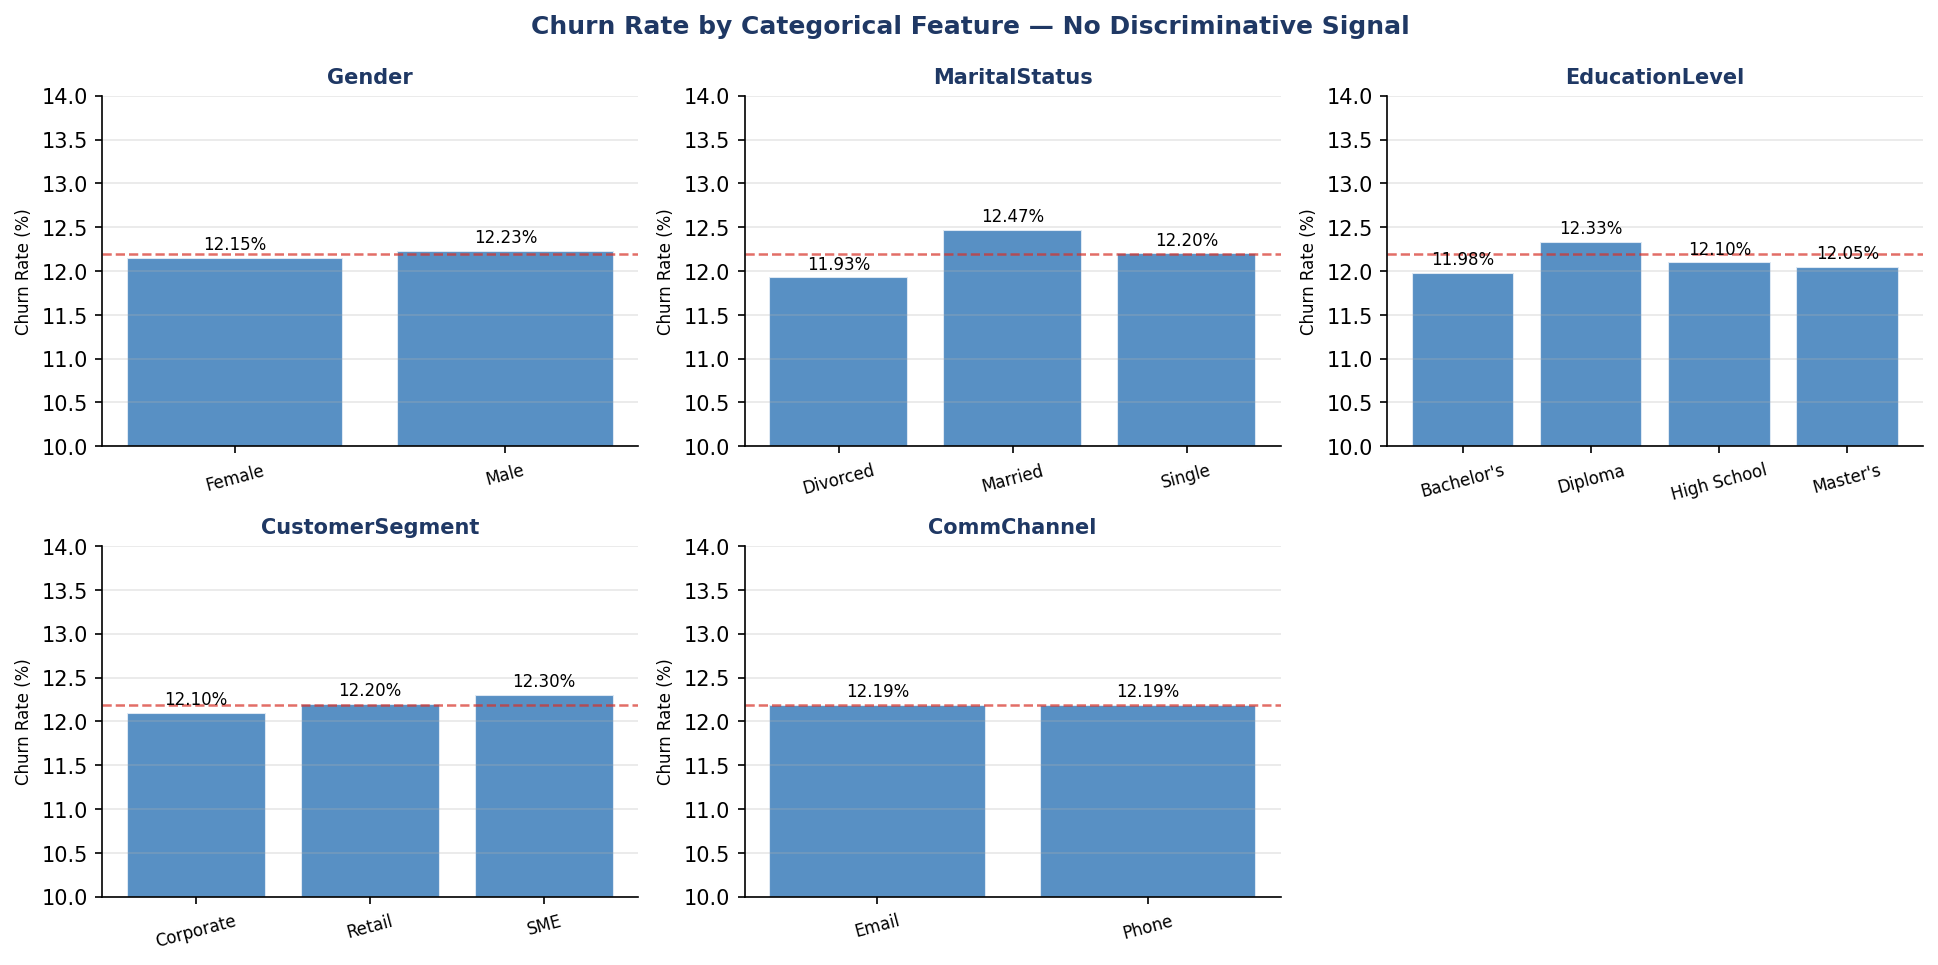 Churn Rate by Categorical Feature — No Discriminative Signal
Gender
Churn Rate (%)
14.0
13.5
13.0
12.5
12.0
11.5
11.0
10.5
10.0
12.15%
12.23%
Female
Male
MaritalStatus
Churn Rate (%)
14.0
13.5
13.0
12.5
12.0
11.5
11.0
10.5
10.0
11.93%
12.47%
12.20%
Divorced
Married
Single
EducationLevel
Churn Rate (%)
14.0
13.5
13.0
12.5
12.0
11.5
11.0
10.5
10.0
11.98%
12.33%
12.10%
12.05%
Bachelor's
Diploma
High School
Master's
CustomerSegment
Churn Rate (%)
14.0
13.5
13.0
12.5
12.0
11.5
11.0
10.5
10.0
12.10%
12.20%
12.30%
Corporate
Retail
SME
CommChannel
Churn Rate (%)
14.0
13.5
13.0
12.5
12.0
11.5
11.0
10.5
10.0
12.19%
12.19%
Email
Phone